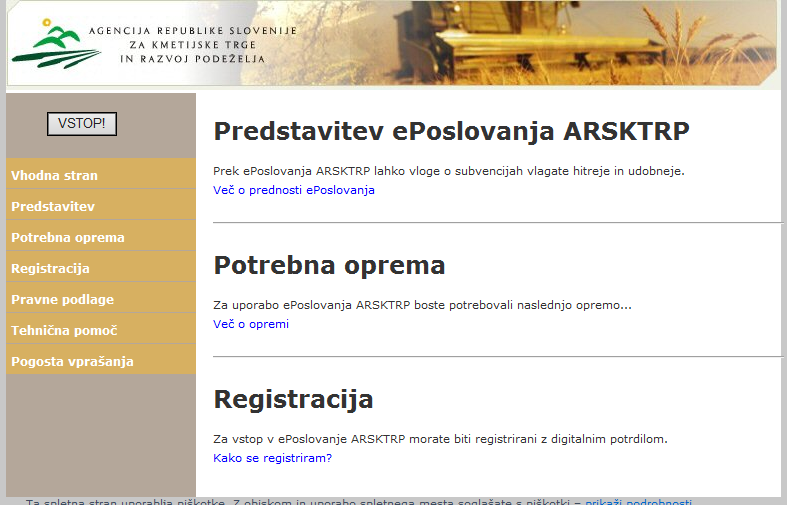 AGENCIJA REPUBLIKE SLOVENIJE
ZA KMETIJSKE TRGE
IN RAZVOJ PODEŽELJA
VSTOP!
Vhodna stran
Predstavitev
Potrebna oprema
Registracija
Pravne podlage
Tehnična pomoč
Pogosta vprašanja
Predstavitev ePoslovanja ARSKTRP
Prek ePoslovanja ARSKTRP lahko vloge o subvencijah vlagate hitreje in udobneje.
Več o prednosti ePoslovanja
Potrebna oprema
Za uporabo ePoslovanja ARSKTRP boste potrebovali naslednjo opremo...
Več o opremi
Registracija
Za vstop v ePoslovanje ARSKTRP morate biti registrirani z digitalnim potrdilom.
Kako se registriram?
Ta spletna stran uporablja piškotke. Z obiskom in uporabo spletnega mesta soglašate s piškotki – prikaži podrobnosti